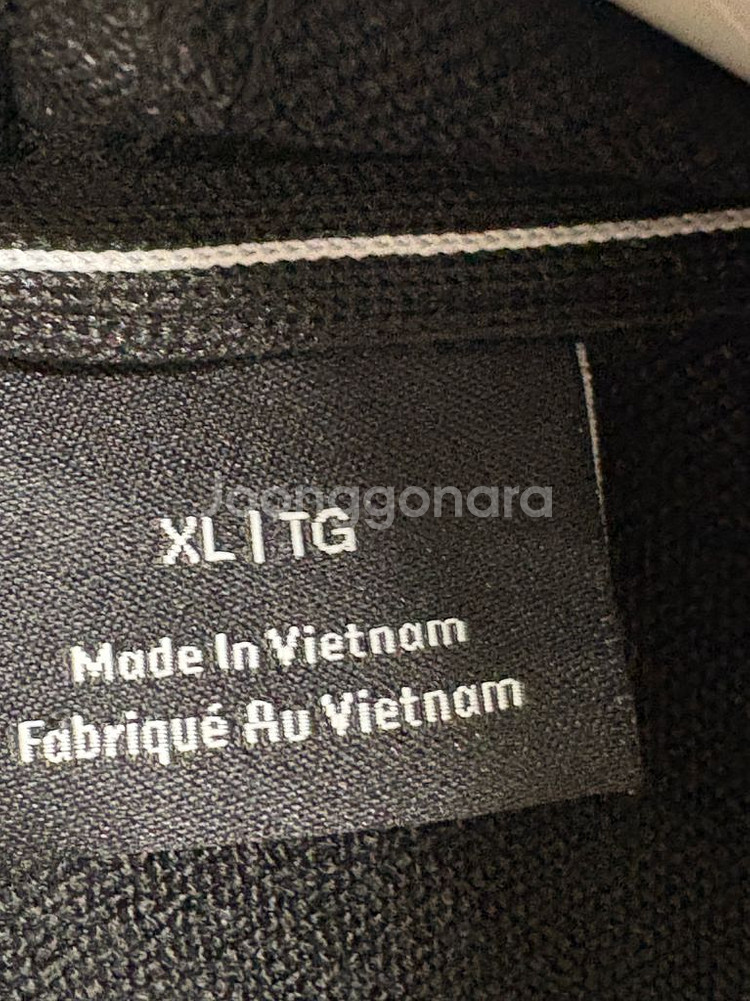 Joonggonara
XL | TG
Made In Vietnam
Fabriqué Au Vietnam